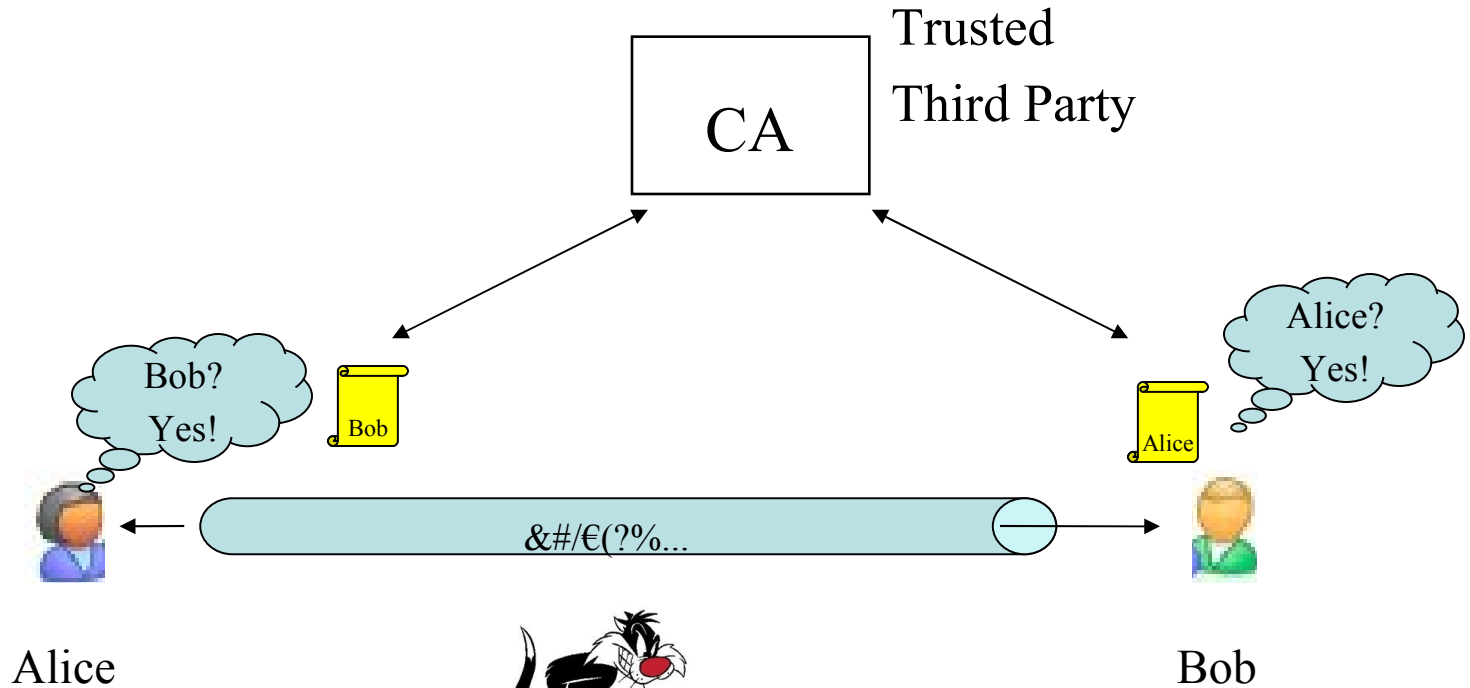 Trusted
Third Party
CA
Bob?
Yes!
Bob
Alice?
Yes!
Alice
&#/€(?%...
Alice
Bob